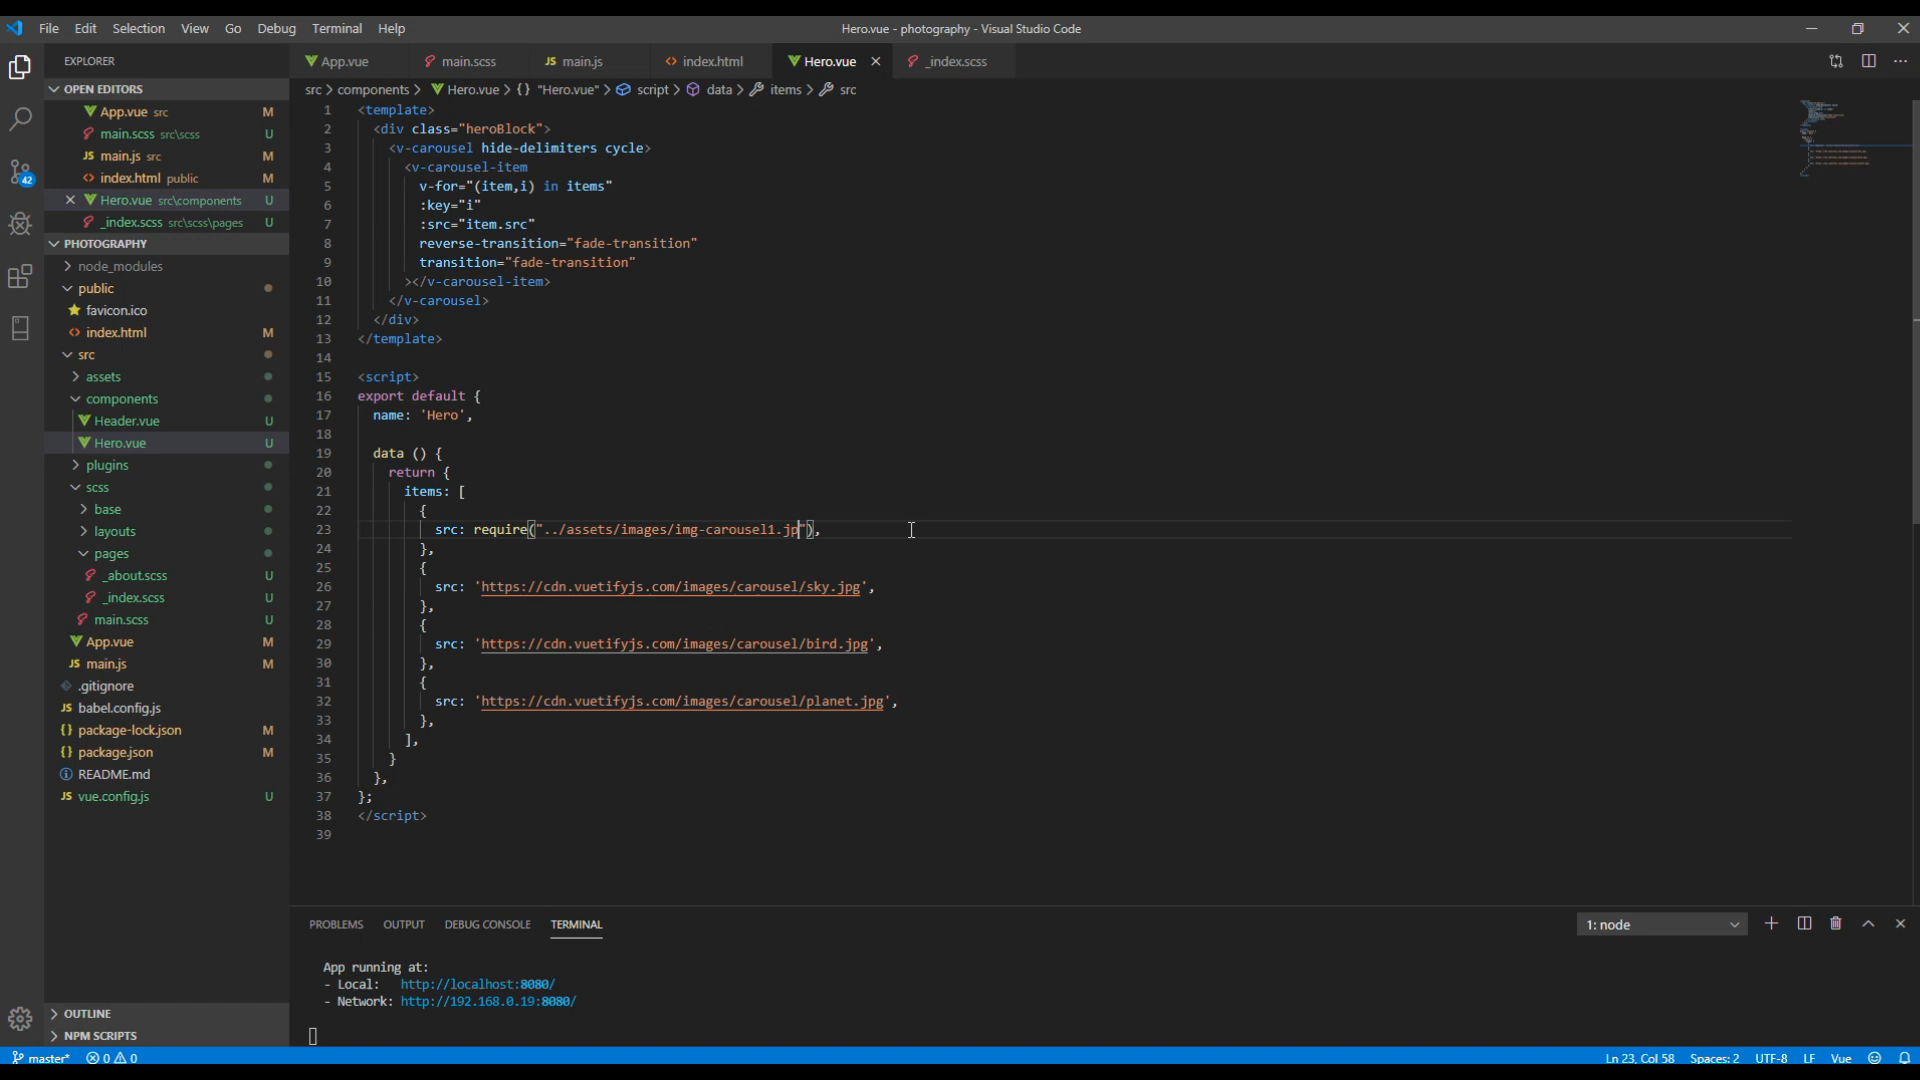 File Edit Selection View Go Debug Terminal Help
Hero.vue - photography - Visual Studio Code
EXPLORER
OPEN EDITORS
App.vue src M
main.scss src\scss U
main.js src M
index.html public M
Hero.vue src\components U
_index.scss src\scss\pages U
PHOTOGRAPHY
node_modules
public
favicon.ico
index.html M
src
assets
components
Header.vue U
Hero.vue U
plugins
scss
base
layouts
pages
_about.scss U
_index.scss U
main.scss U
App.vue M
main.js M
.gitignore
babel.config.js
package-lock.json M
package.json M
README.md
vue.config.js U
OUTLINE
NPM SCRIPTS
42
App.vue main.scss JS main.js index.html Hero.vue _index.scss
src > components > Hero.vue > {} "Hero.vue" > script > data > items > src
1 <template>
2 <div class="heroBlock">
3 <v-carousel hide-delimiters cycle>
4 <v-carousel-item
5 v-for="(item,i) in items"
6 :key="i"
7 :src="item.src"
8 reverse-transition="fade-transition"
9 transition="fade-transition"
10 ></v-carousel-item>
11 </v-carousel>
12 </div>
13 </template>
14
15 <script>
16 export default {
17 name: 'Hero',
18
19 data () {
20 return {
21 items: [
22 {
23 src: require("../assets/images/img-carousel1.jp"),
24 },
25 {
26 src: 'https://cdn.vuetifyjs.com/images/carousel/sky.jpg',
27 },
28 {
29 src: 'https://cdn.vuetifyjs.com/images/carousel/bird.jpg',
30 },
31 {
32 src: 'https://cdn.vuetifyjs.com/images/carousel/planet.jpg',
33 },
34 ],
35 }
36 },
37 };
38 </script>
39
PROBLEMS OUTPUT DEBUG CONSOLE TERMINAL
1: node
App running at:
- Local: http://localhost:8080/
- Network: http://192.168.0.19:8080/
master* 0 0
Ln 23, Col 58 Spaces: 2 UTF-8 LF Vue